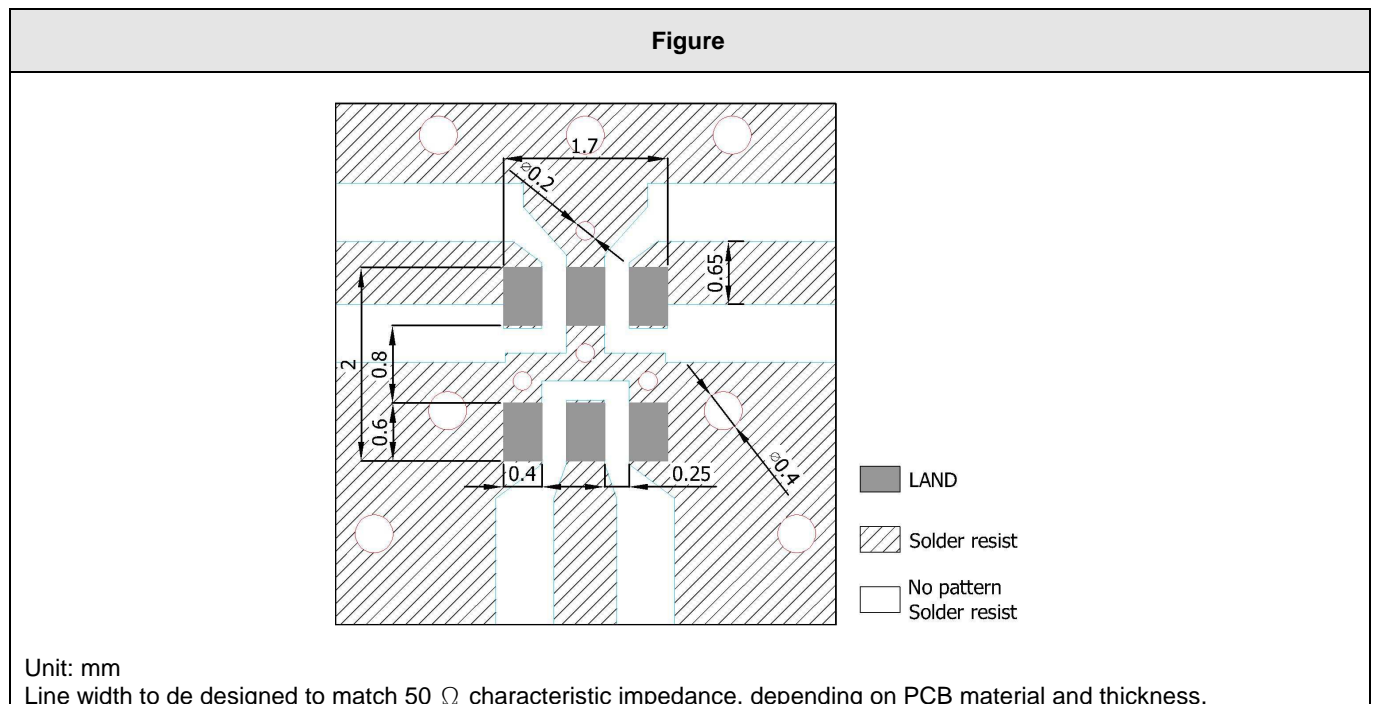 Figure
1.7
⌀0.2
0.65
2
0.8
0.6
0.4
0.25
⌀0.4
LAND
Solder resist
No pattern
Solder resist
Unit: mm
Line width to de designed to match 50 Ω characteristic impedance, depending on PCB material and thickness.